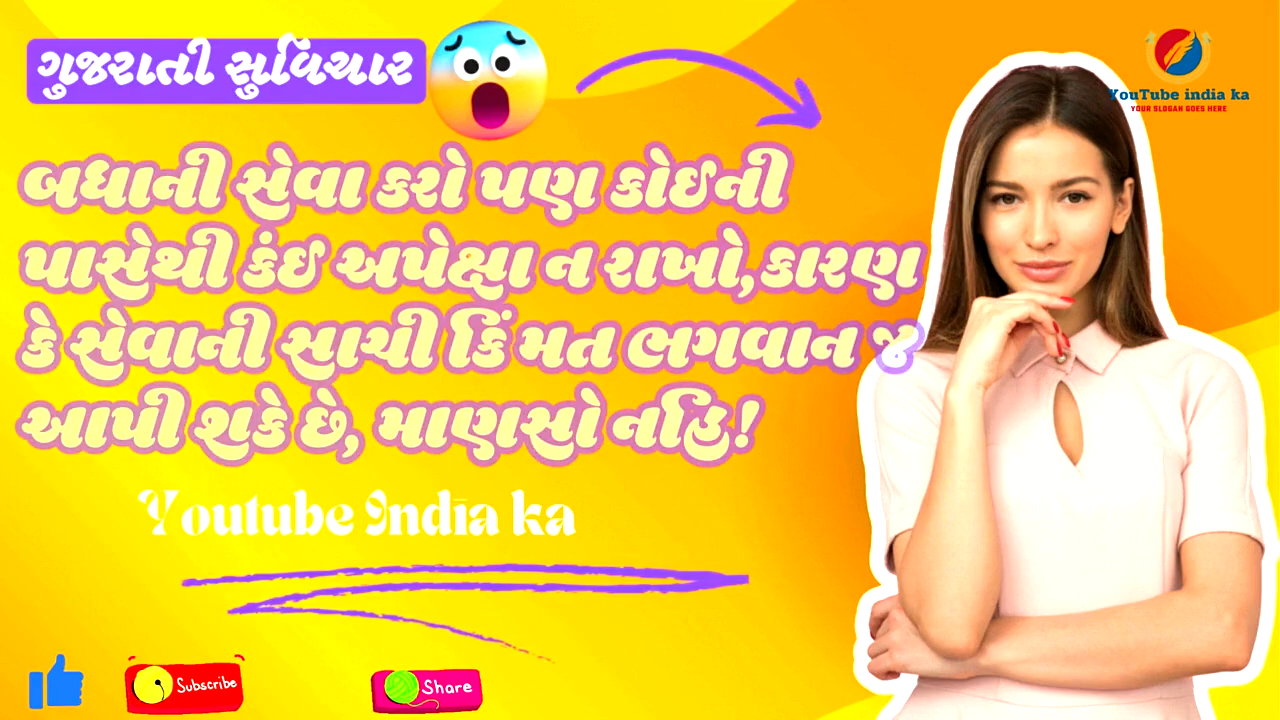 ગુજરાતી સુવિચાર
YouTube india ka
YOUR SLOGAN GOES HERE
બધાની સેવા કરો પણ કોઈની
પાસેથી કંઈ અપેક્ષા ન રાખો,કારણ
કે સેવાની સાચી કિંમત ભગવાન જ
આપી શકે છે, માણસો નહિ!
Youtube India ka
Subscribe
Share